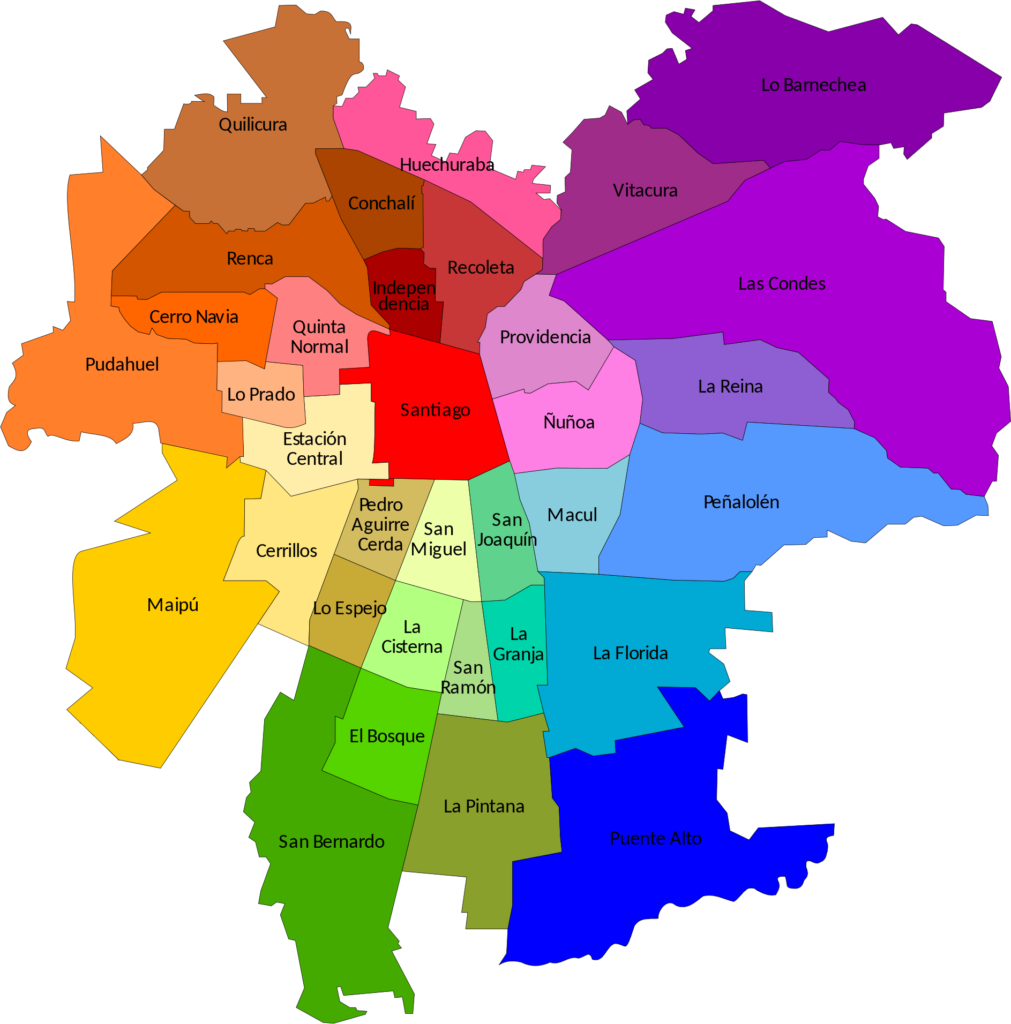 Lo Barnechea
Quilicura
Huechuraba
Vitacura
Conchalí
Renca
Recoleta
Las Condes
Indepen
dencia
Cerro Navia
Quinta
Normal
Providencia
Pudahuel
La Reina
Lo Prado
Santiago
Ñuñoa
Estación
Central
Peñalolén
Pedro
Aguirre
Cerda
San
Miguel
San
Joaquín
Macul
Cerrillos
Maipú
Lo Espejo
La
Cisterna
La
Granja
La Florida
San
Ramón
El Bosque
La Pintana
San Bernardo
Puente Alto